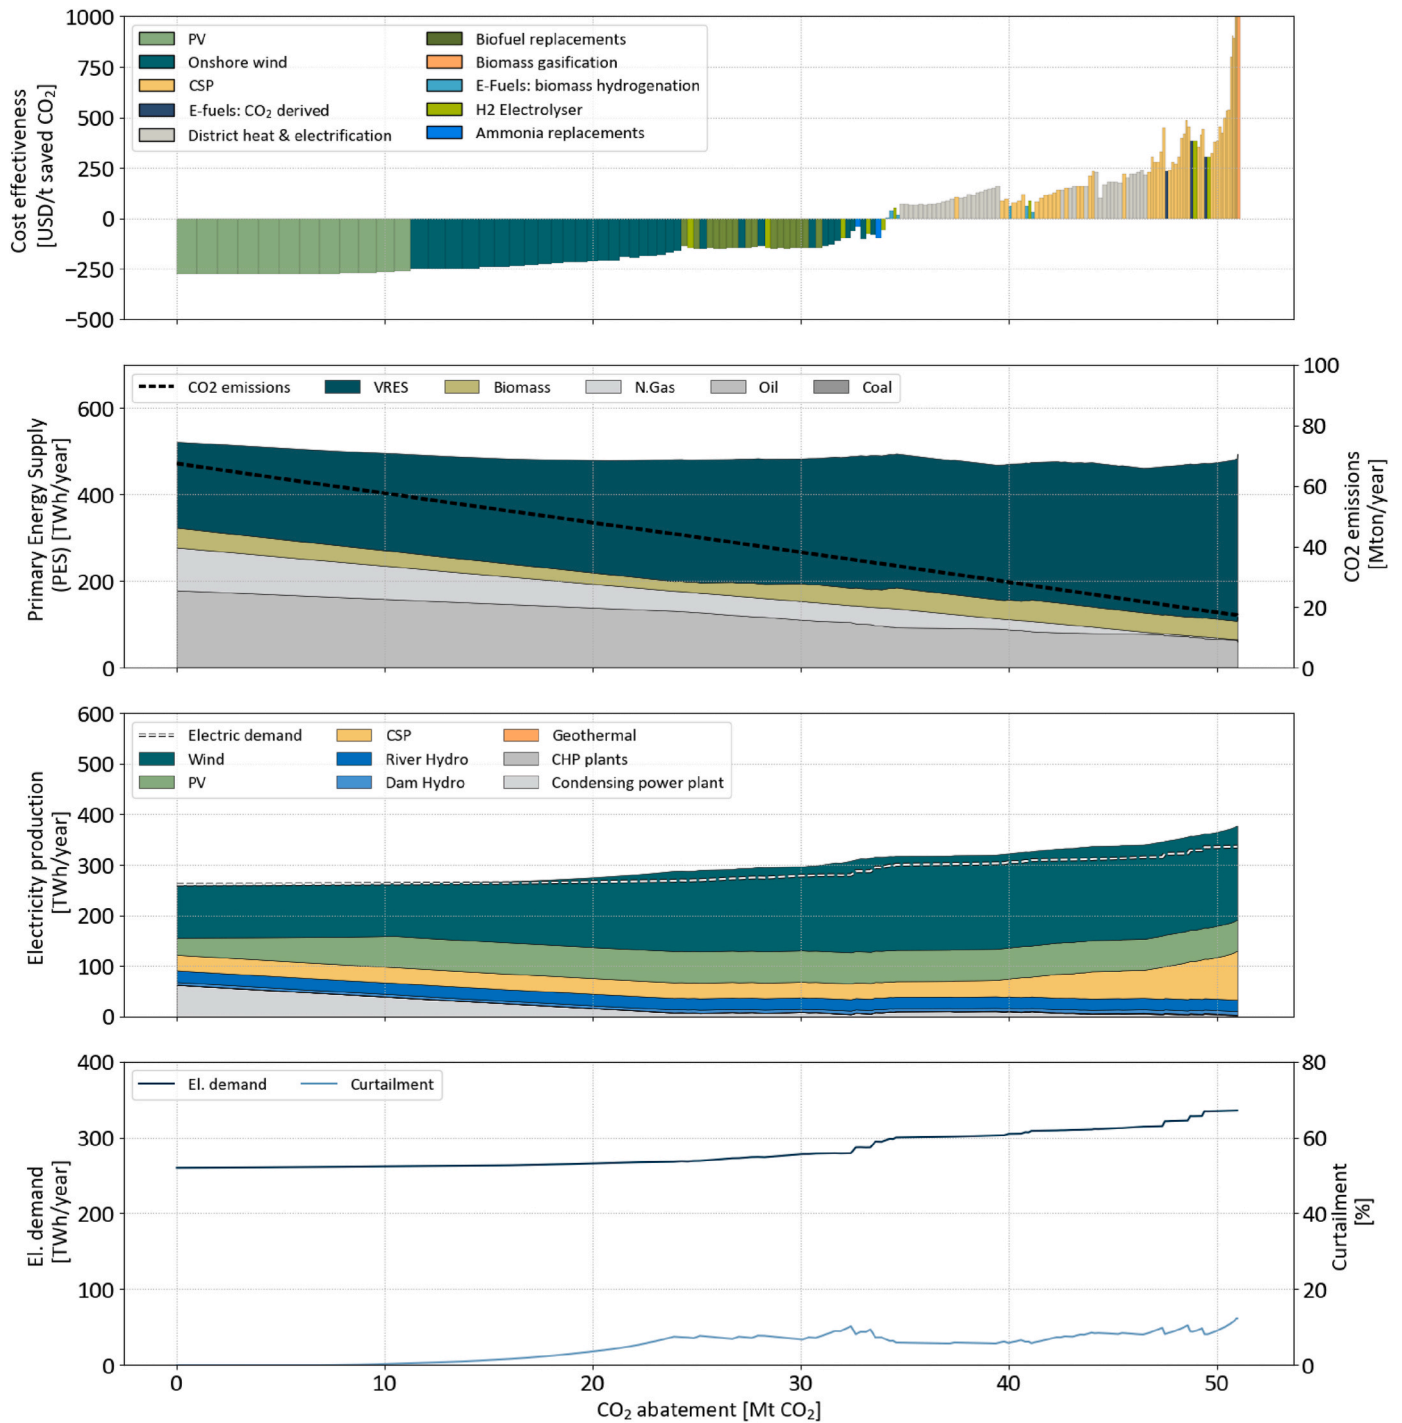 Cost effectiveness
[USD/t saved CO₂]
1000
750
500
250
0
−250
−500
PV
Onshore wind
CSP
E-fuels: CO₂ derived
District heat & electrification
Biofuel replacements
Biomass gasification
E-Fuels: biomass hydrogenation
H2 Electrolyser
Ammonia replacements
Primary Energy Supply
(PES) [TWh/year]
600
400
200
0
CO2 emissions
VRES
Biomass
N.Gas
Oil
Coal
100
80
60
40
20
0
CO2 emissions
[Mton/year]
Electricity production
[TWh/year]
600
500
400
300
200
100
0
Electric demand
Wind
PV
CSP
River Hydro
Dam Hydro
Geothermal
CHP plants
Condensing power plant
El. demand
[TWh/year]
400
300
200
100
0
El. demand
Curtailment
80
60
40
20
0
Curtailment
[%]
0 10 20 30 40 50
CO₂ abatement [Mt CO₂]